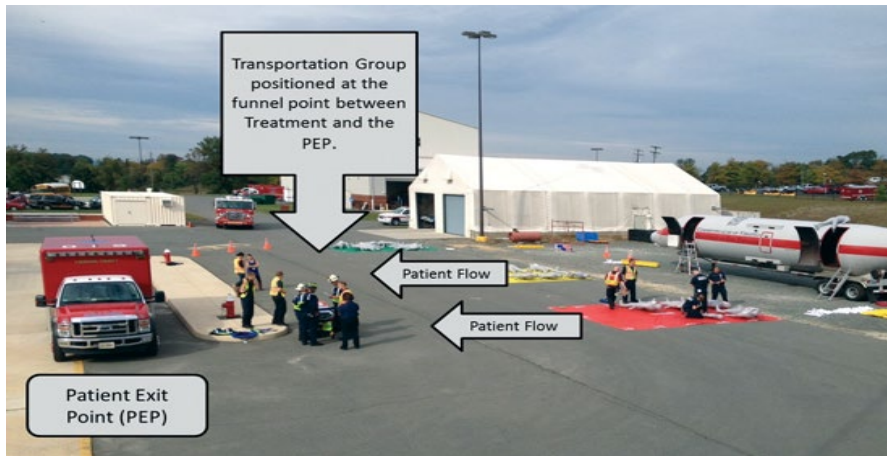 Transportation Group
positioned at the
funnel point between
Treatment and the
PEP.
Patient Flow
Patient Flow
Patient Exit
Point (PEP)